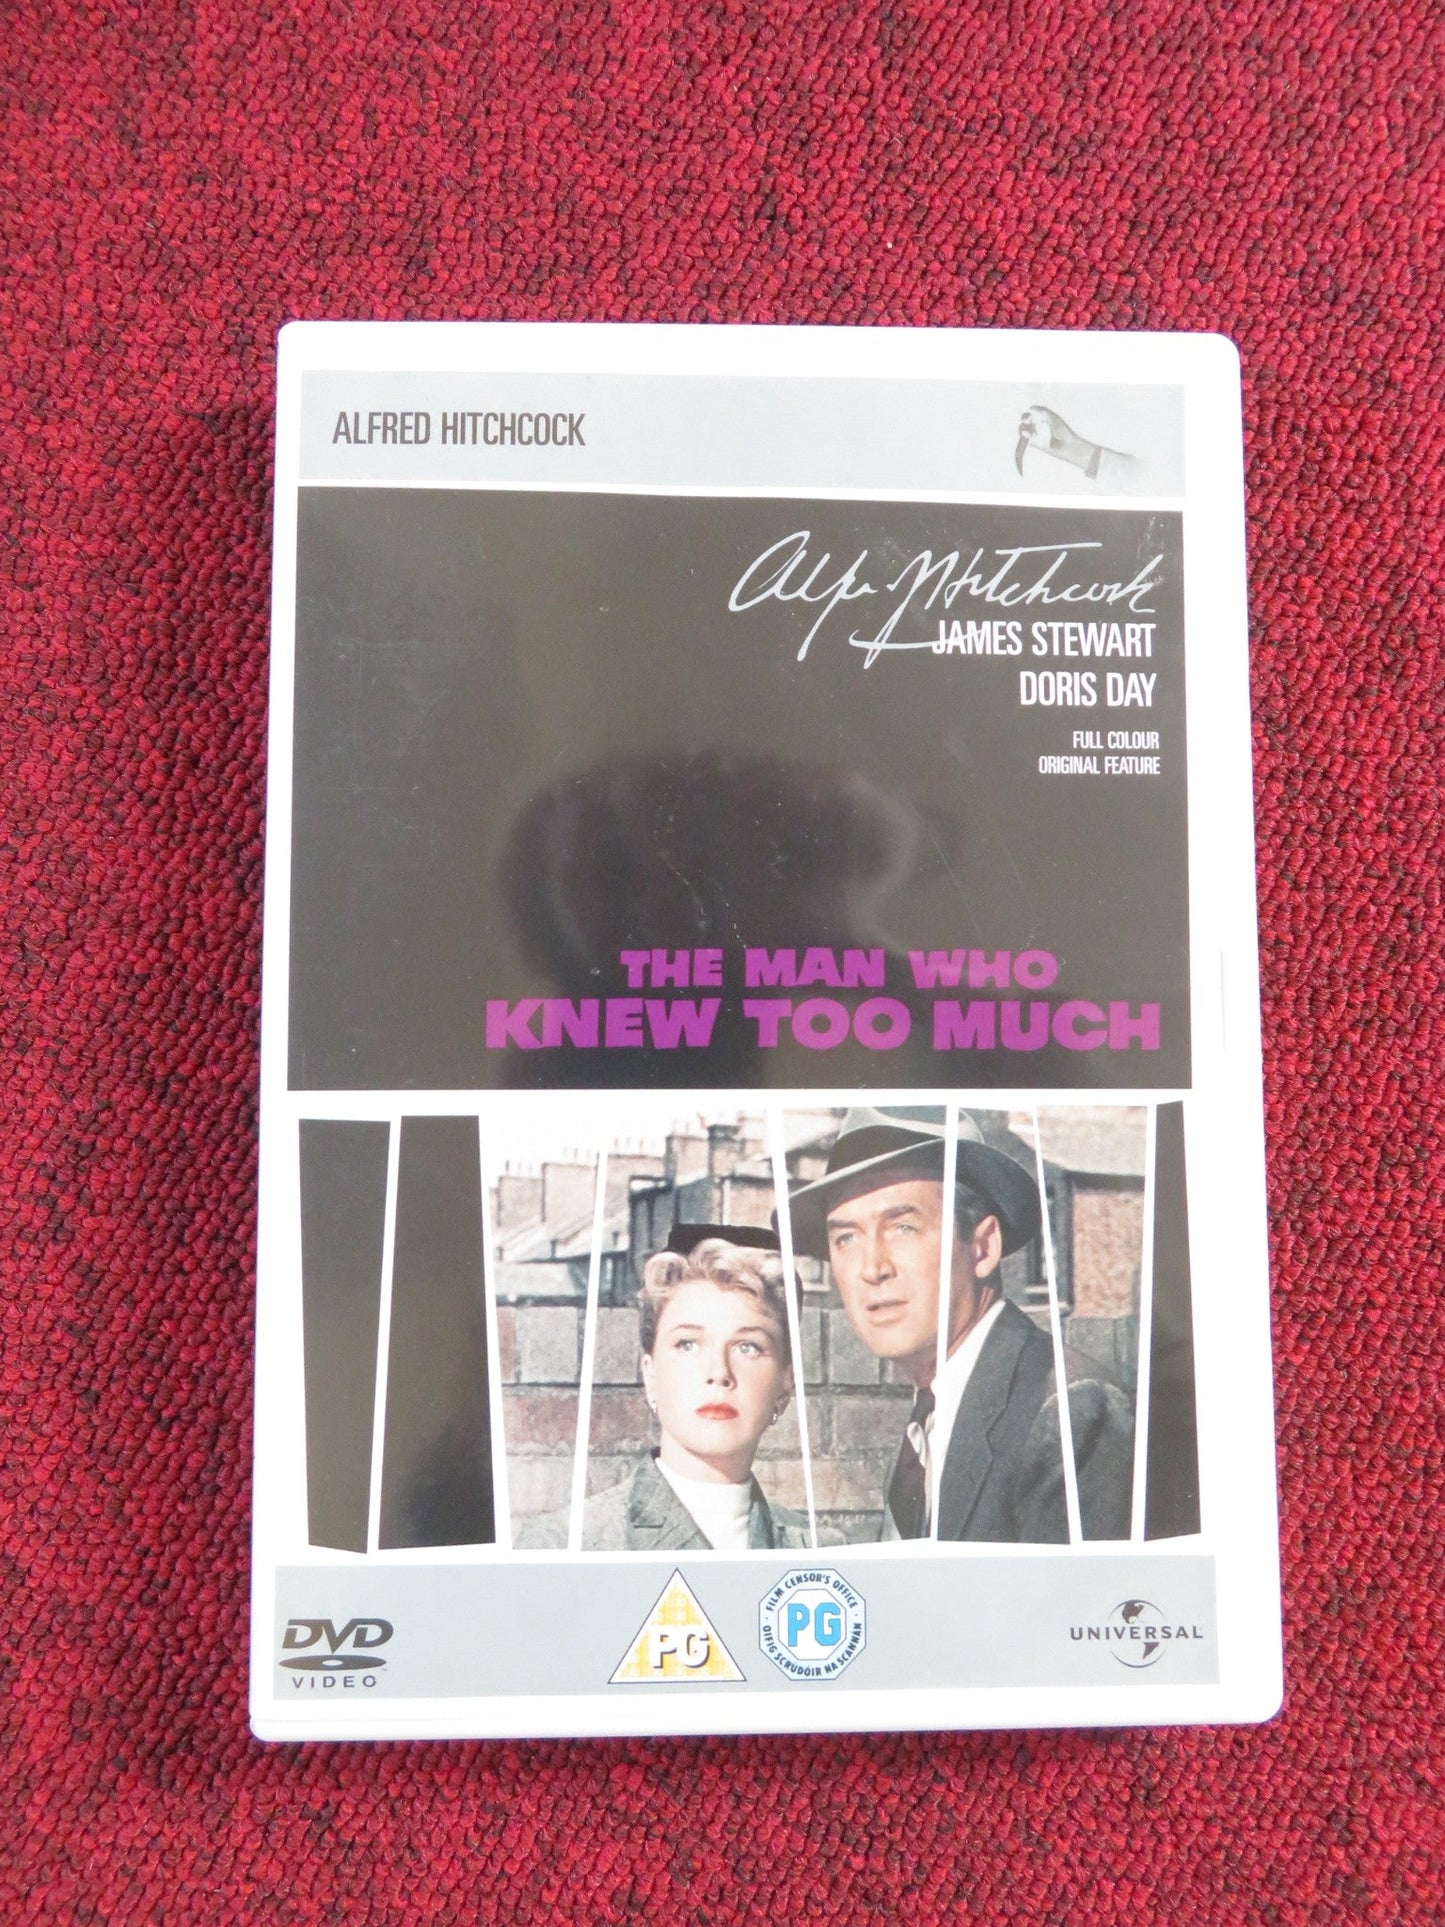 ALFRED HITCHCOCK
Alfred Hitchcock
JAMES STEWART
DORIS DAY
FULL COLOUR
ORIGINAL FEATURE
THE MAN WHO
KNEW TOO MUCH
DVD
VIDEO
TM
PG
FILM CENSOR'S OFFICE
PG
OIFIG SCRÚDÓIR NA SCANNÁN
UNIVERSAL